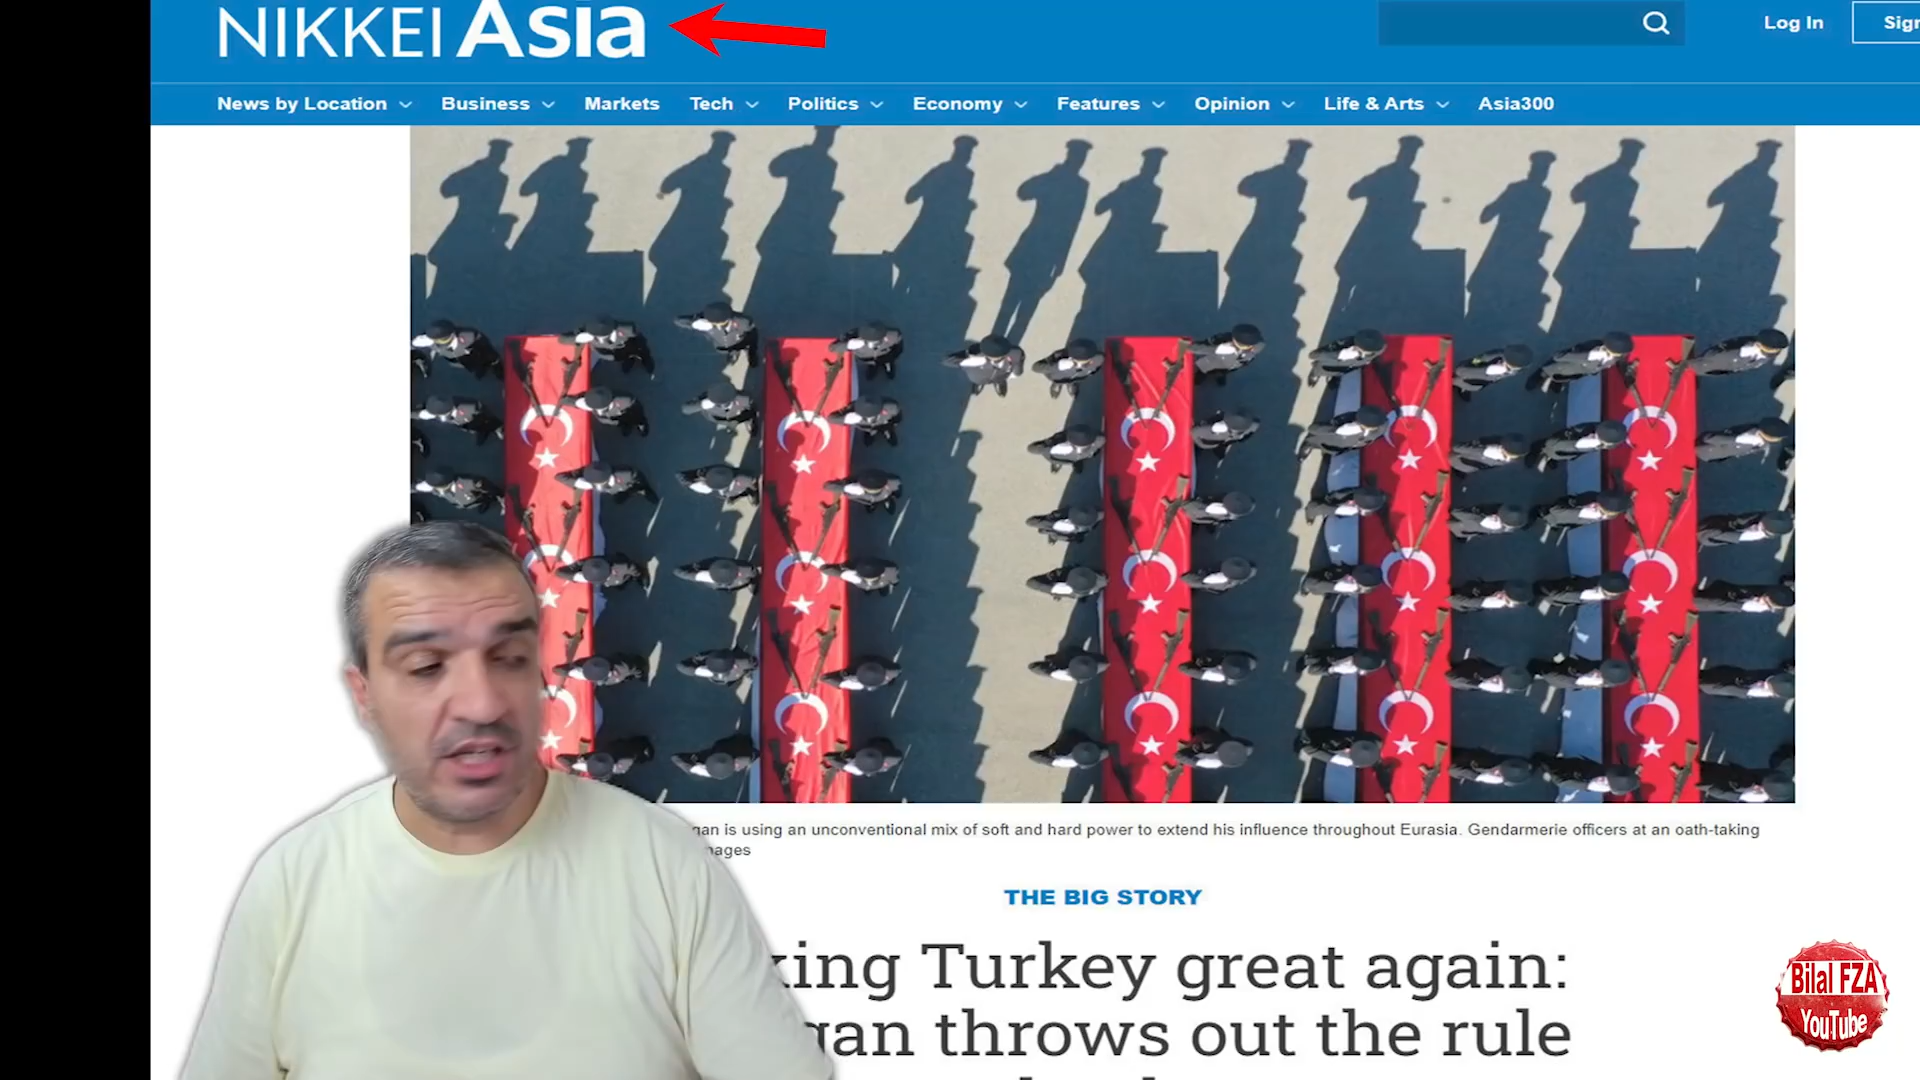 NIKKEI Asia
Log In
News by Location
Business
Markets
Tech
Politics
Economy
Features
Opinion
Life & Arts
Asia300
is using an unconventional mix of soft and hard power to extend his influence throughout Eurasia. Gendarmerie officers at an oath-taking
THE BIG STORY
Turkey great again:
throws out the rule
Bilal FZA
YouTube